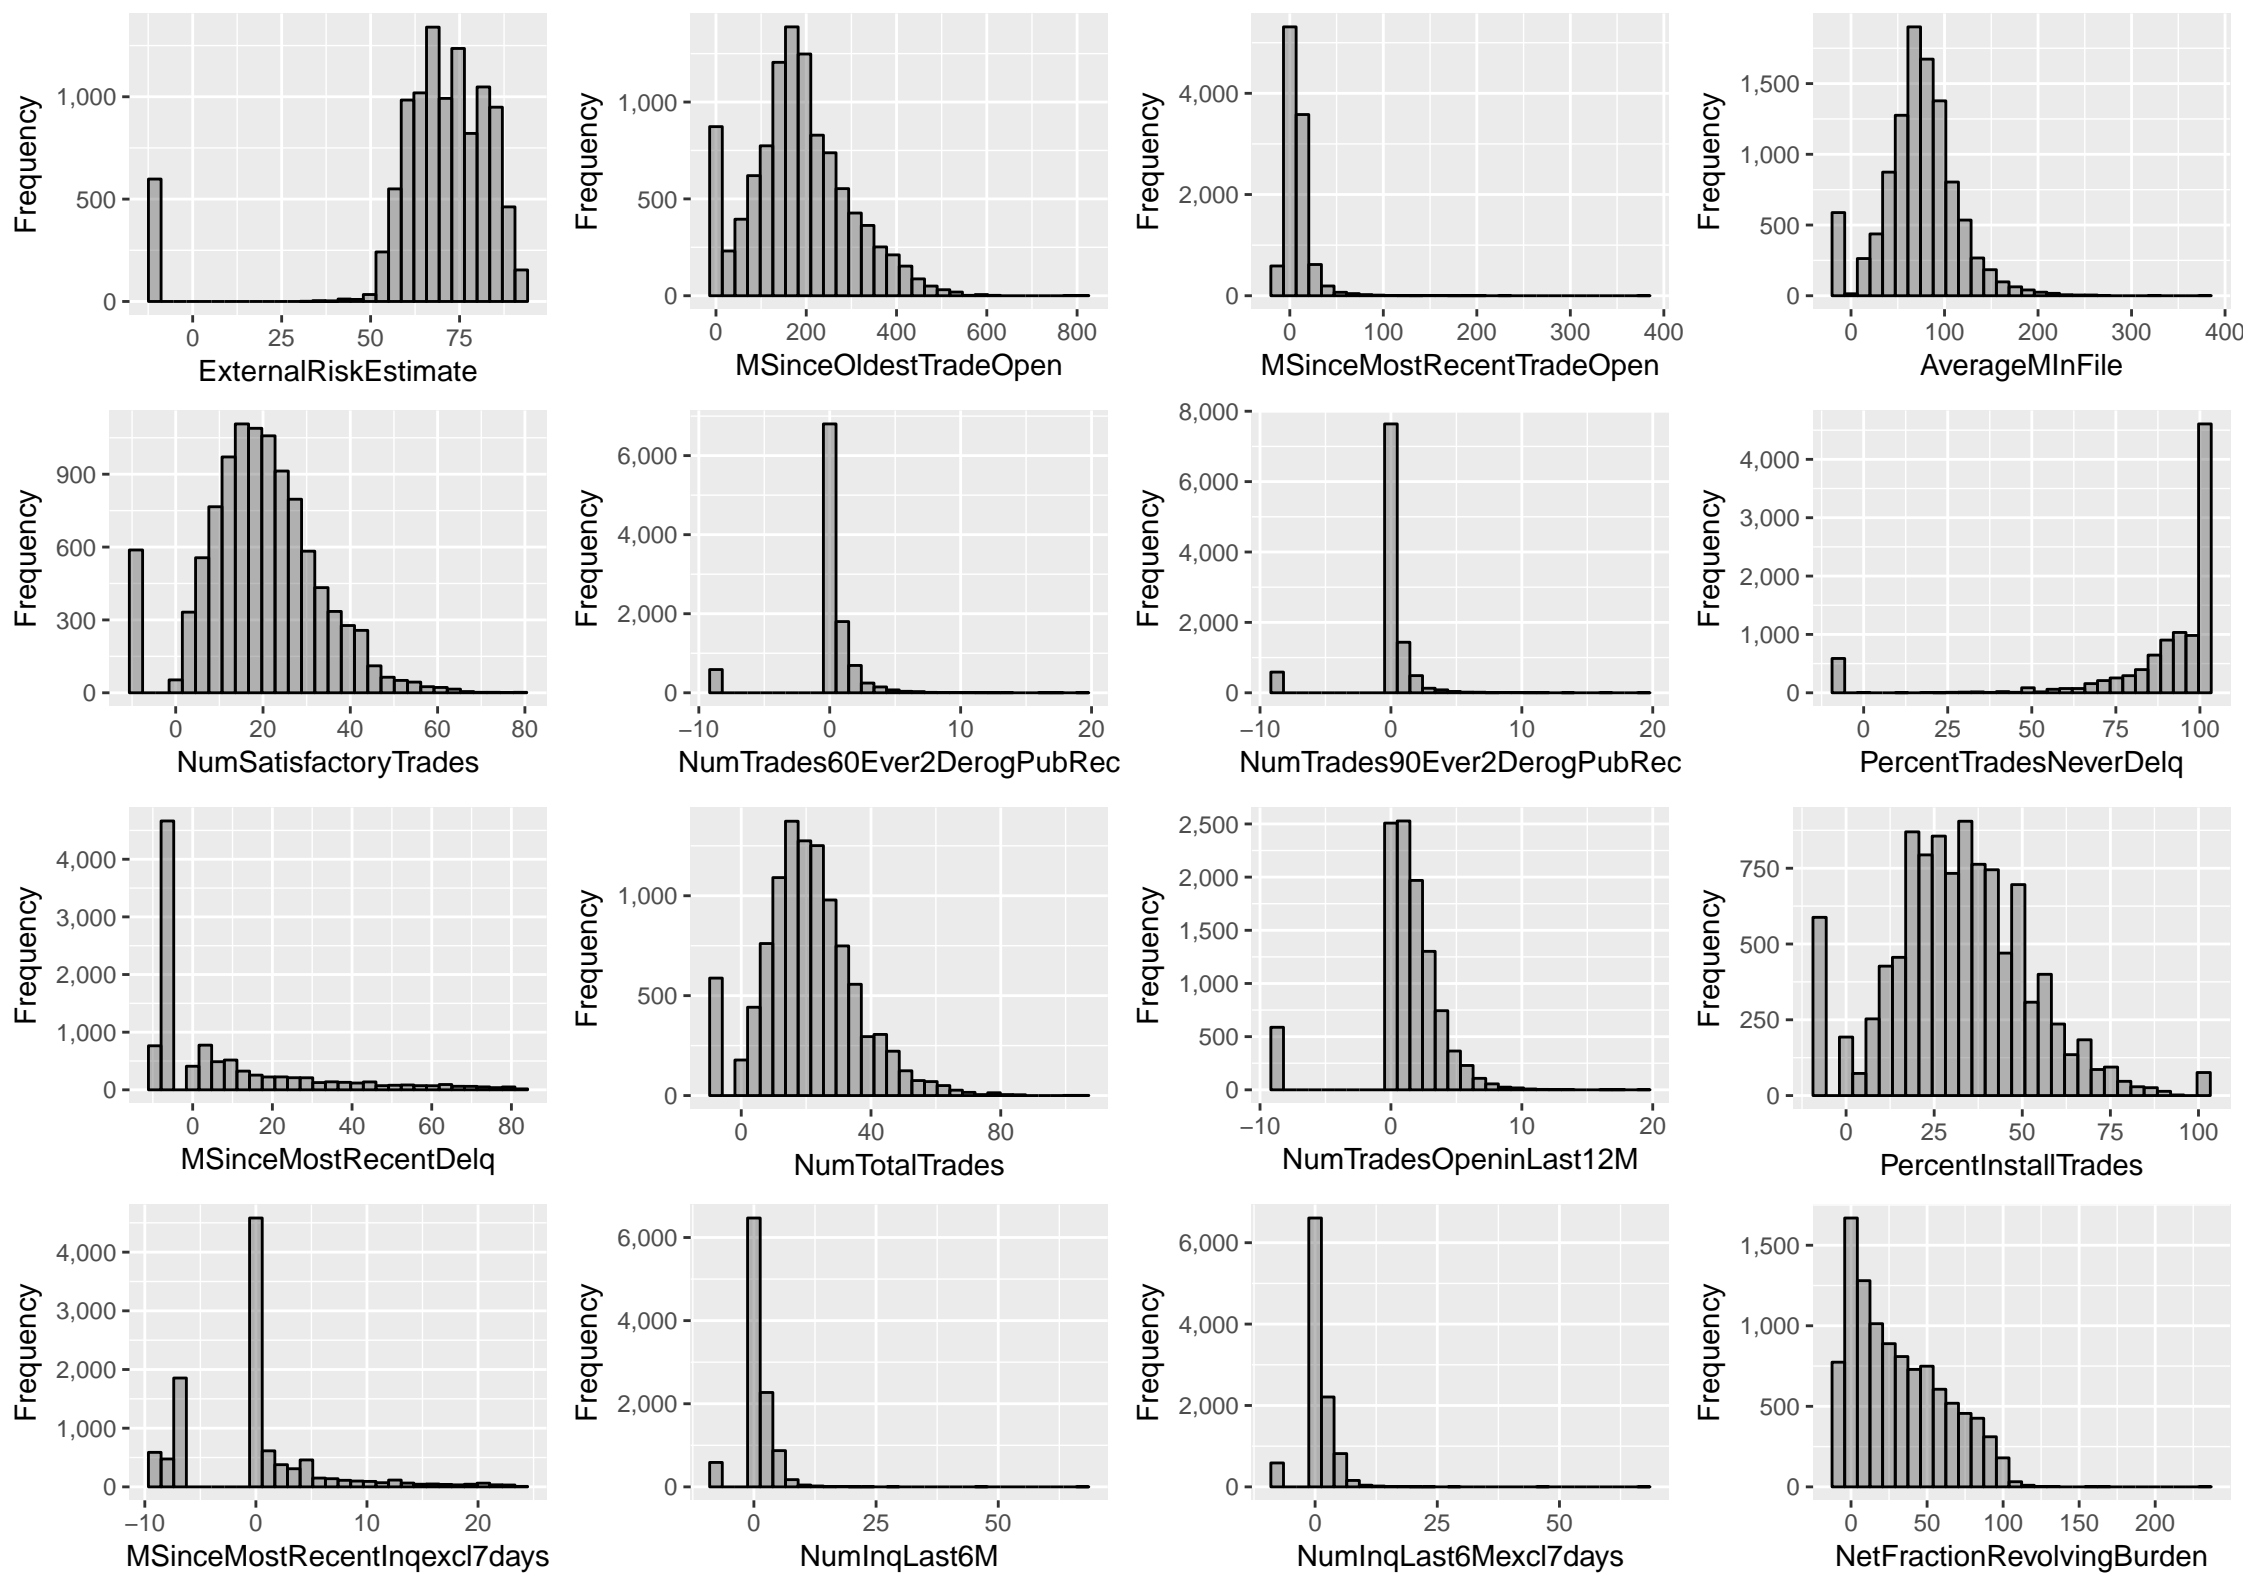 Frequency
1,000
500
0
0 25 50 75
ExternalRiskEstimate
Frequency
1,000
500
0
0 200 400 600 800
MSinceOldestTradeOpen
Frequency
4,000
2,000
0
0 100 200 300 400
MSinceMostRecentTradeOpen
Frequency
1,500
1,000
500
0
0 100 200 300 400
AverageMInFile
Frequency
900
600
300
0
0 20 40 60 80
NumSatisfactoryTrades
Frequency
6,000
4,000
2,000
0
−10 0 10 20
NumTrades60Ever2DerogPubRec
Frequency
8,000
6,000
4,000
2,000
0
−10 0 10 20
NumTrades90Ever2DerogPubRec
Frequency
4,000
3,000
2,000
1,000
0
0 25 50 75 100
PercentTradesNeverDelq
Frequency
4,000
3,000
2,000
1,000
0
0 20 40 60 80
MSinceMostRecentDelq
Frequency
1,000
500
0
0 40 80
NumTotalTrades
Frequency
2,500
2,000
1,500
1,000
500
0
−10 0 10 20
NumTradesOpeninLast12M
Frequency
750
500
250
0
0 25 50 75 100
PercentInstallTrades
Frequency
4,000
3,000
2,000
1,000
0
−10 0 10 20
MSinceMostRecentInqexcl7days
Frequency
6,000
4,000
2,000
0
0 25 50
NumInqLast6M
Frequency
6,000
4,000
2,000
0
0 25 50
NumInqLast6Mexcl7days
Frequency
1,500
1,000
500
0
0 50 100 150 200
NetFractionRevolvingBurden